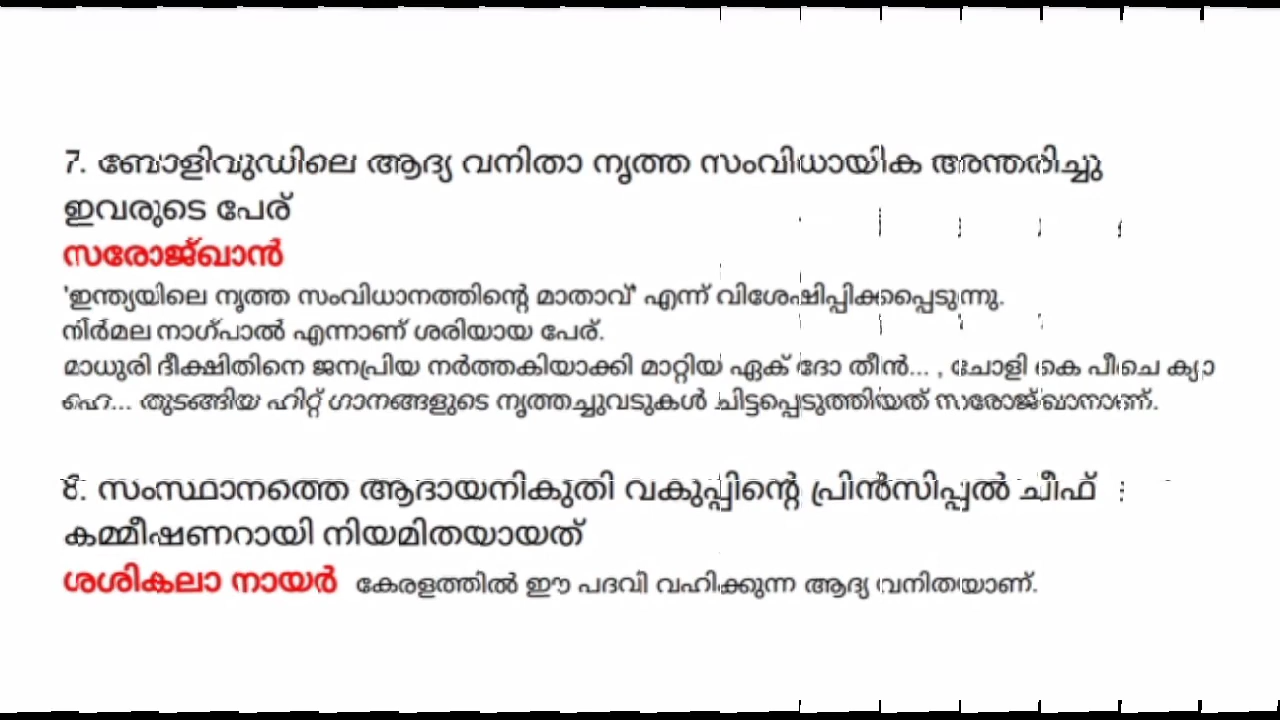 7. ബോളിവുഡിലെ ആദ്യ വനിതാ നൃത്ത സംവിധായിക അന്തരിച്ചു
ഇവരുടെ പേര്
സരോജ്ഖാൻ
'ഇന്ത്യയിലെ നൃത്ത സംവിധാനത്തിന്റെ മാതാവ്' എന്ന് വിശേഷിപ്പിക്കപ്പെടുന്നു.
നിർമല നാഗ്പാൽ എന്നാണ് ശരിയായ പേര്.
മാധുരി ദീക്ഷിതിനെ ജനപ്രിയ നർത്തകിയാക്കി മാറ്റിയ ഏക് ദോ തീൻ... , ചോളി കെ പീചെ ക്യാ
ഹെ... തുടങ്ങിയ ഹിറ്റ് ഗാനങ്ങളുടെ നൃത്തച്ചുവടുകൾ ചിട്ടപ്പെടുത്തിയത് സരോജ്ഖാനാണ്.
8. സംസ്ഥാനത്തെ ആദായനികുതി വകുപ്പിന്റെ പ്രിൻസിപ്പൽ ചീഫ്
കമ്മീഷണറായി നിയമിതയായത്
ശശികലാ നായർ കേരളത്തിൽ ഈ പദവി വഹിക്കുന്ന ആദ്യ വനിതയാണ്.